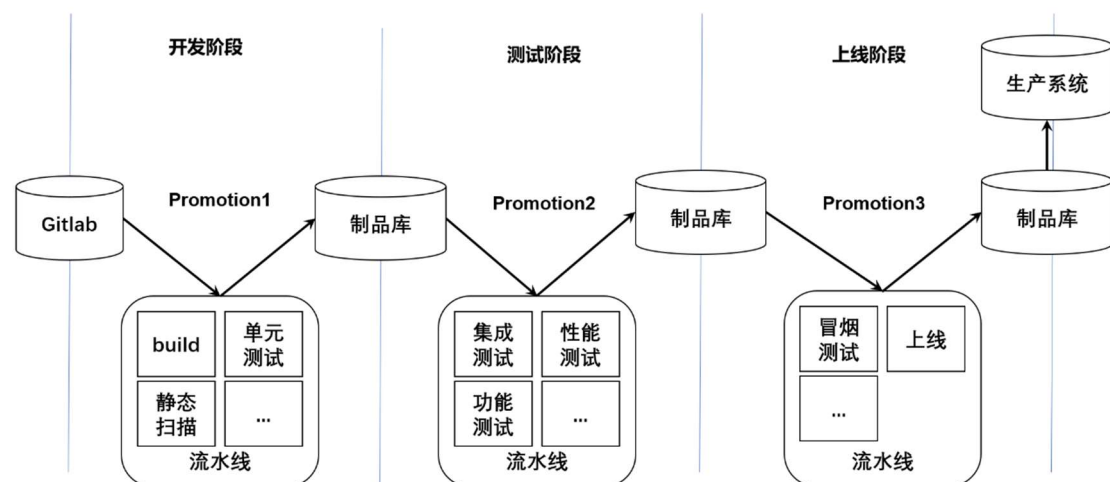 开发阶段
测试阶段
上线阶段
生产系统
Gitlab
Promotion1
制品库
Promotion2
制品库
Promotion3
制品库
build
单元
测试
静态
扫描
...
流水线
集成
测试
性能
测试
功能
测试
...
流水线
冒烟
测试
上线
...
流水线